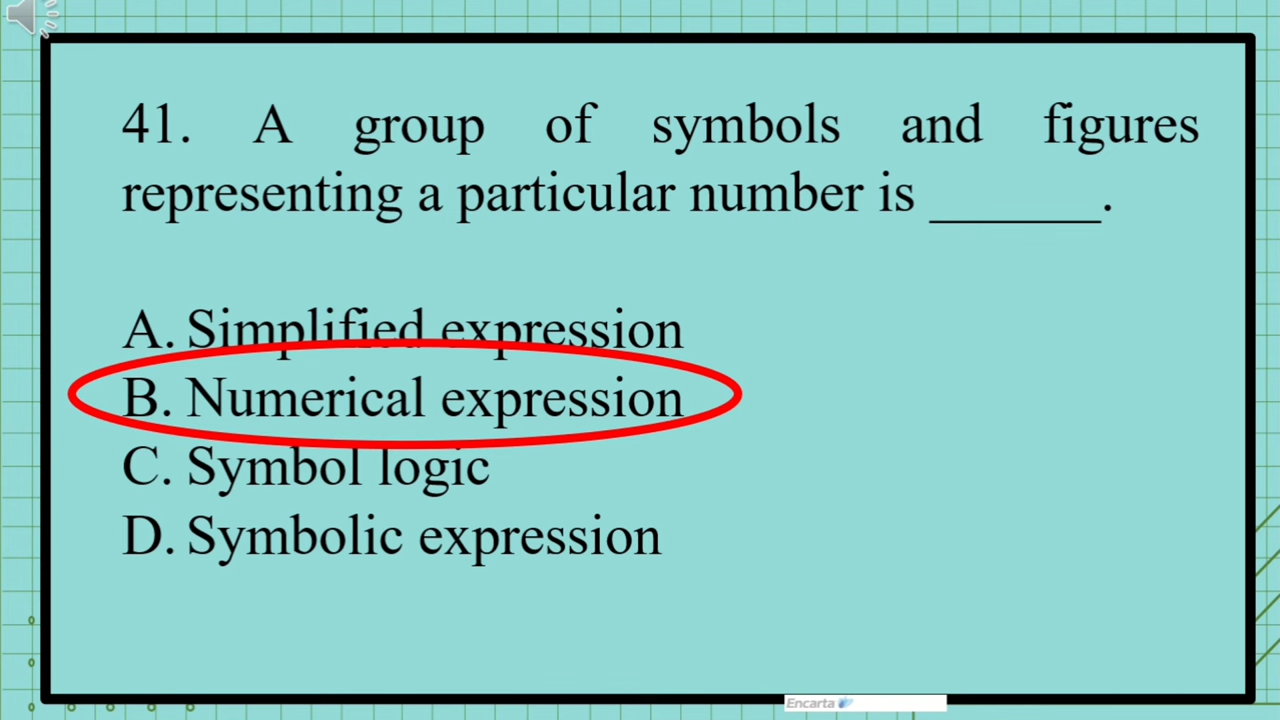 41. A group of symbols and figures
representing a particular number is ______.
A. Simplified expression
B. Numerical expression
C. Symbol logic
D. Symbolic expression
Encarta